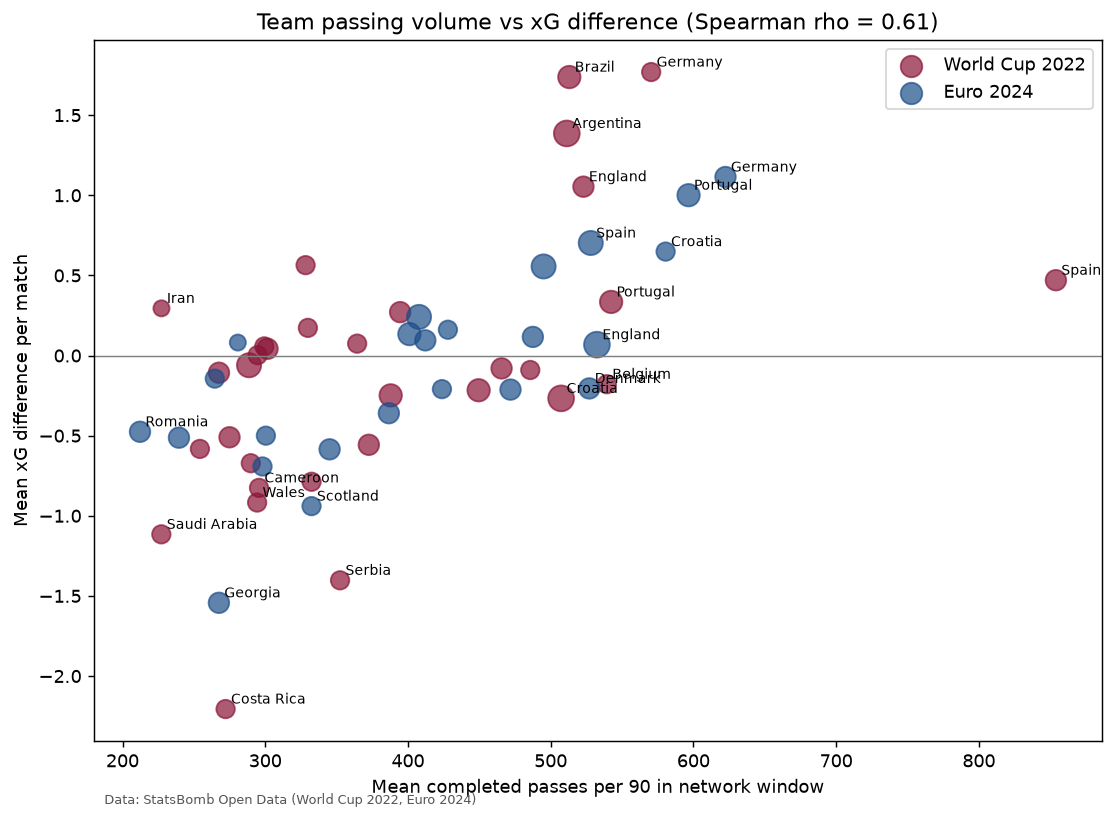 Team passing volume vs xG difference (Spearman rho = 0.61)
World Cup 2022
Euro 2024
Brazil
Germany
Argentina
England
Germany
Portugal
Spain
Croatia
Spain
Iran
Portugal
England
Belgium
Denmark
Croatia
Romania
Cameroon
Wales
Scotland
Saudi Arabia
Serbia
Georgia
Costa Rica
1.5
1.0
0.5
0.0
−0.5
−1.0
−1.5
−2.0
Mean xG difference per match
200 300 400 500 600 700 800
Mean completed passes per 90 in network window
Data: StatsBomb Open Data (World Cup 2022, Euro 2024)